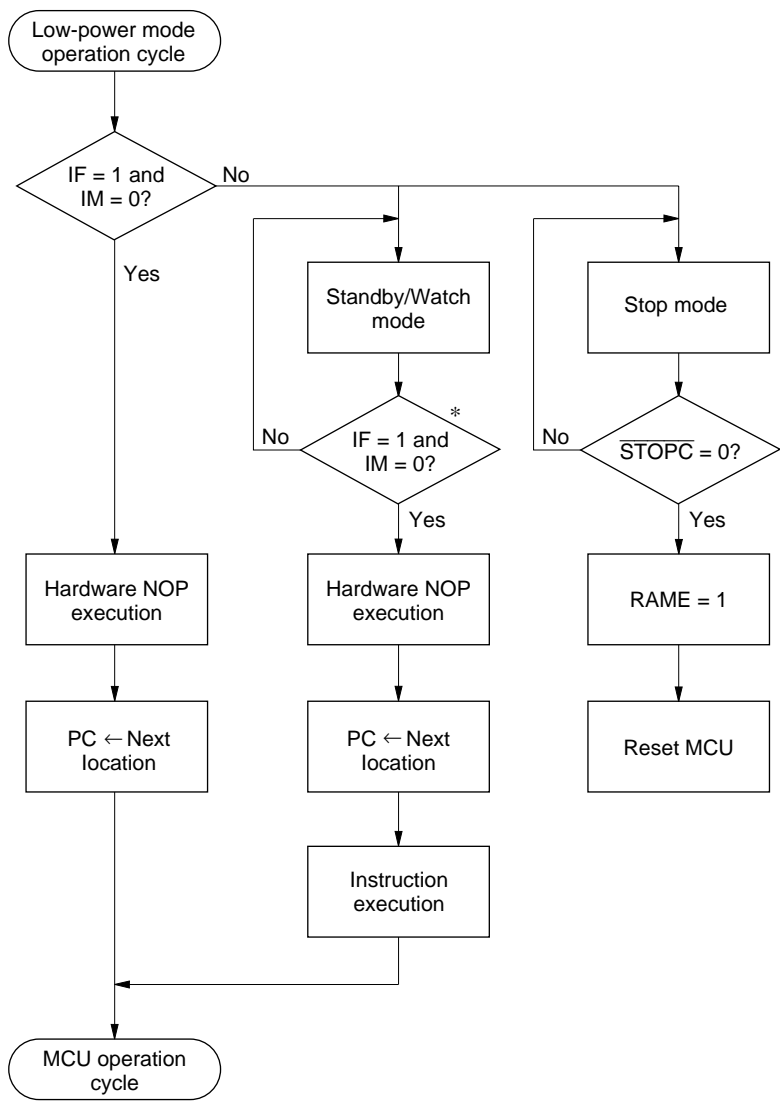 Low-power mode
operation cycle
IF = 1 and
IM = 0?
No
Yes
Standby/Watch
mode
Stop mode
*
No
IF = 1 and
IM = 0?
Yes
No
S̅T̅O̅P̅C̅ = 0?
Yes
Hardware NOP
execution
Hardware NOP
execution
RAME = 1
PC ← Next
location
PC ← Next
location
Reset MCU
Instruction
execution
MCU operation
cycle